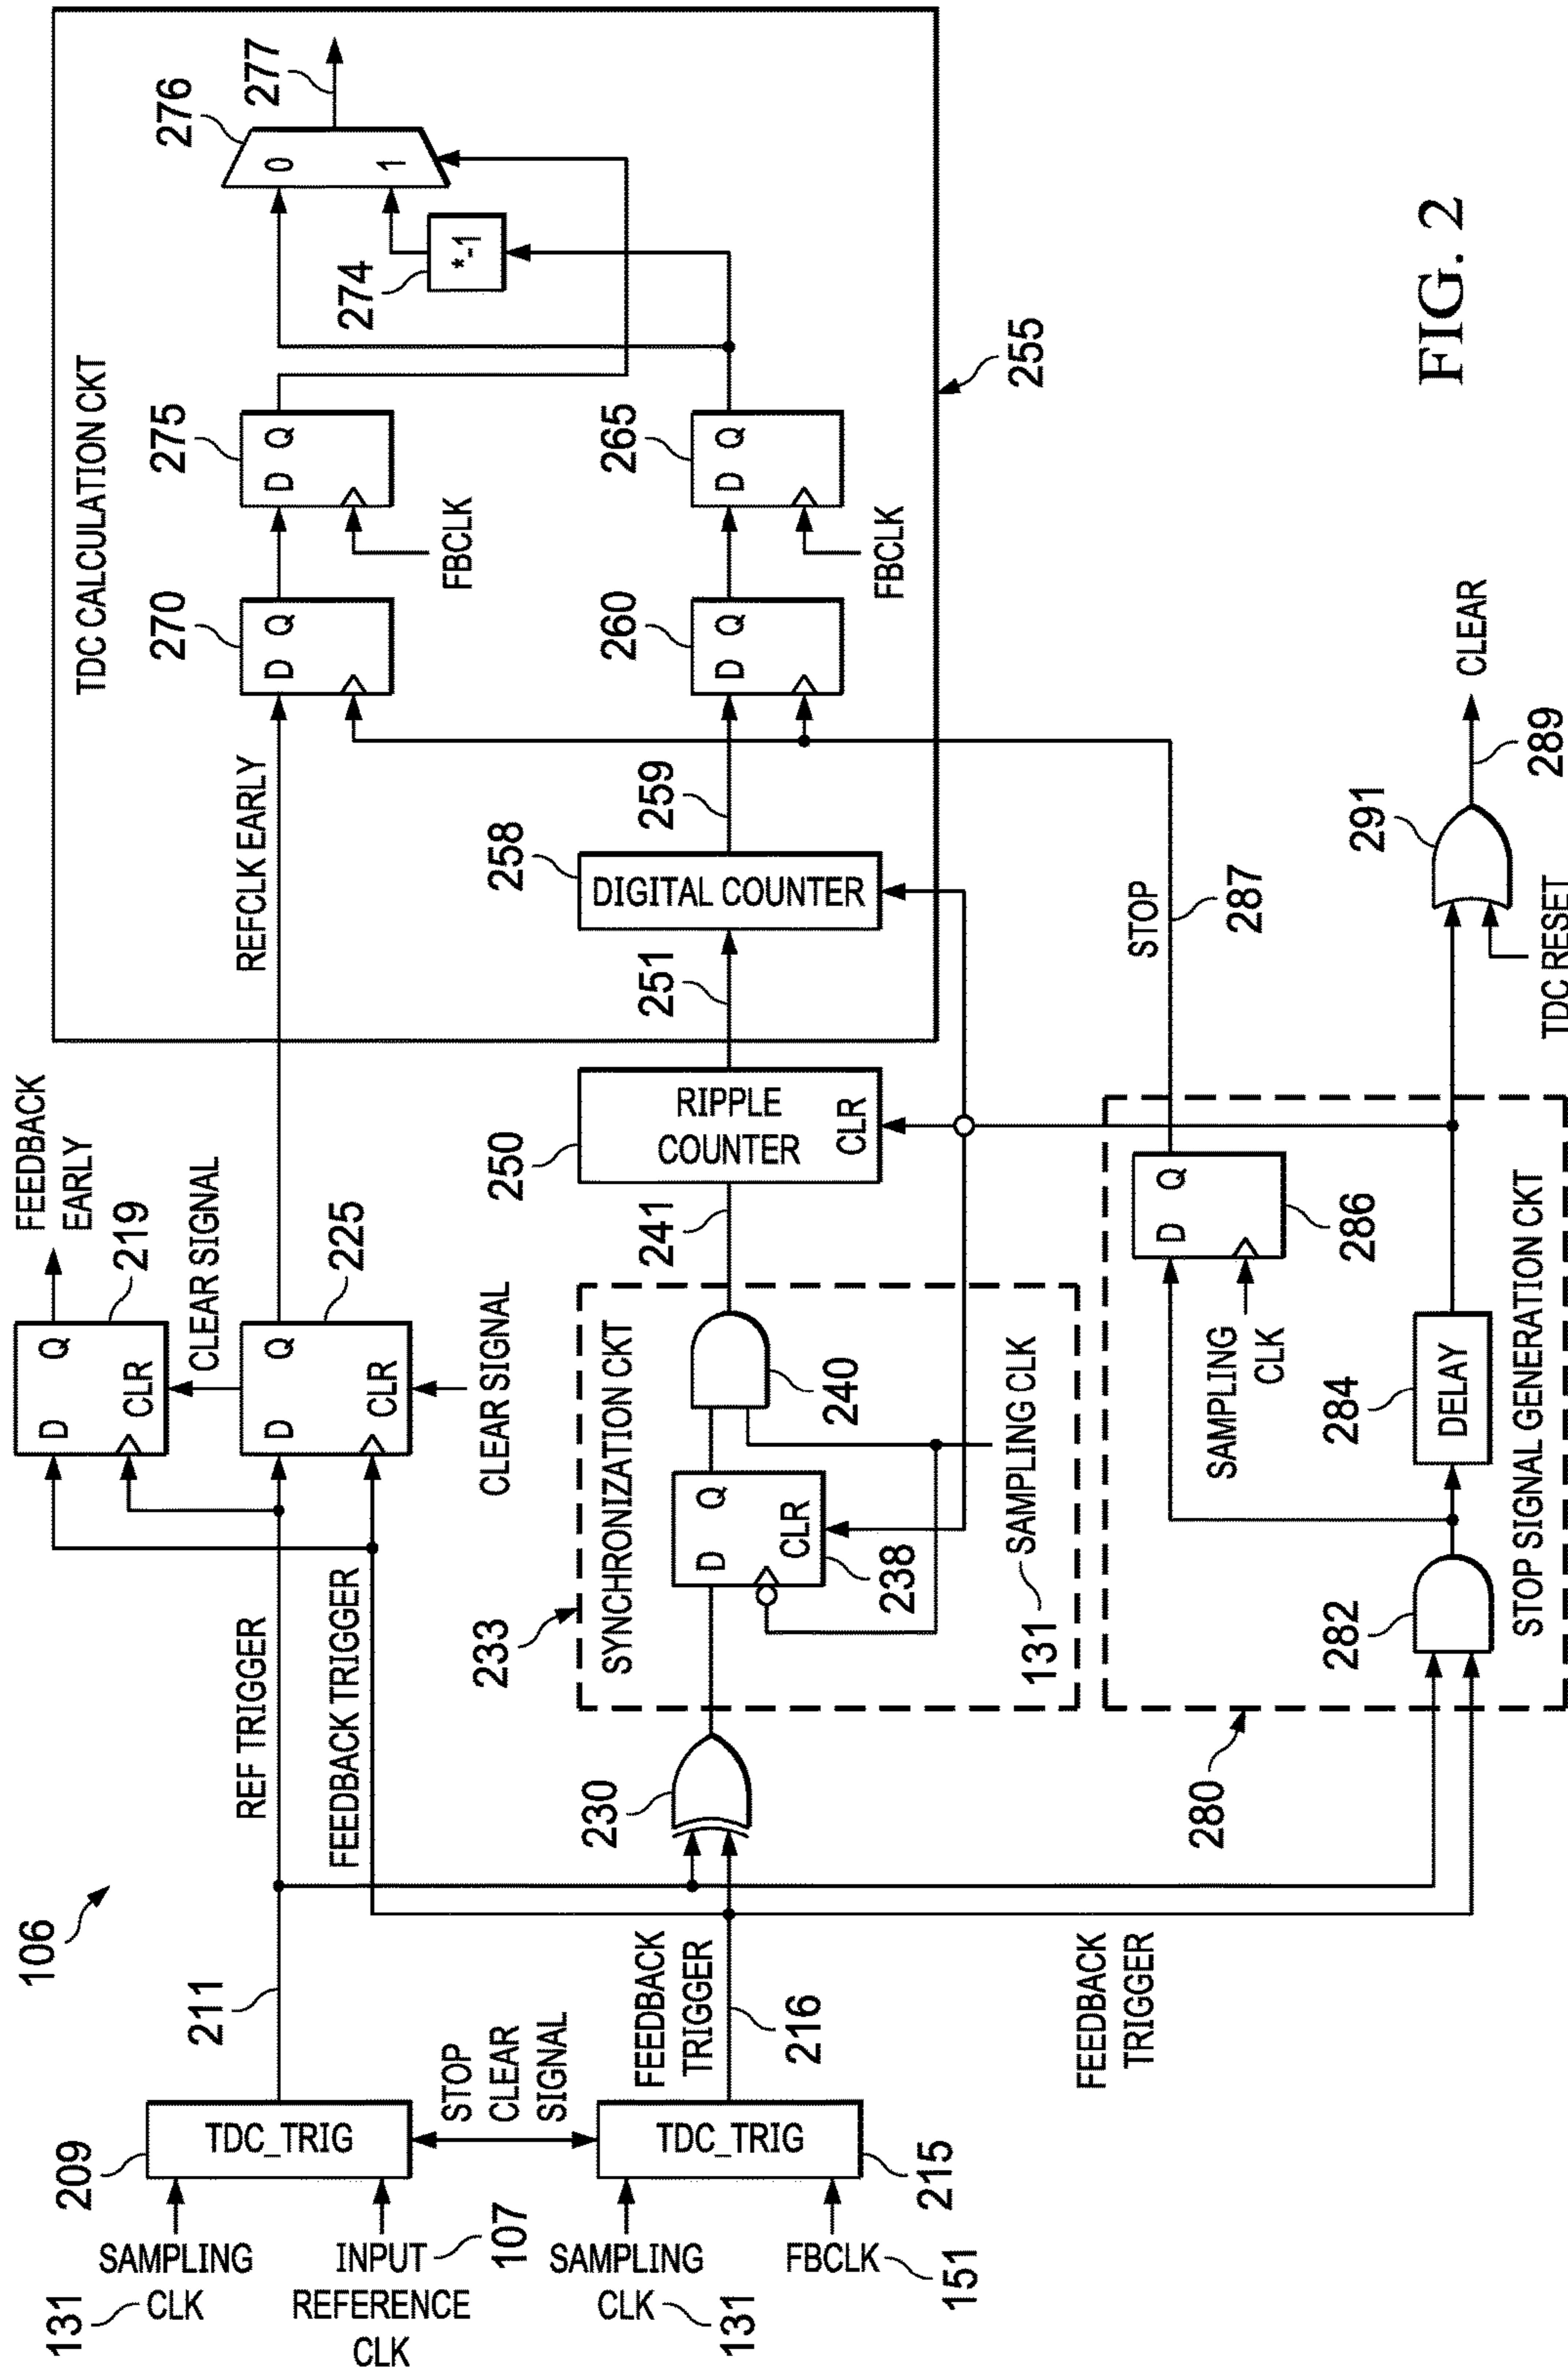 106
131
SAMPLING
CLK
209
TDC_TRIG
INPUT
REFERENCE
CLK
107
211
REF TRIGGER
FEEDBACK TRIGGER
STOP
CLEAR
SIGNAL
SAMPLING
CLK
131
TDC_TRIG
FBCLK
151
215
FEEDBACK
TRIGGER
216
FEEDBACK
TRIGGER
D Q
CLR
219
FEEDBACK
EARLY
CLEAR SIGNAL
D Q
CLR
225
CLEAR SIGNAL
REFCLK EARLY
230
233
SYNCHRONIZATION CKT
D Q
CLR
238
240
131
SAMPLING CLK
241
250
RIPPLE
COUNTER
CLR
251
TDC CALCULATION CKT
258
DIGITAL COUNTER
259
270
D Q
275
D Q
FBCLK
260
D Q
265
D Q
FBCLK
274
*-1
276
0
1
277
255
280
282
284
DELAY
SAMPLING
CLK
D Q
286
STOP SIGNAL GENERATION CKT
STOP
287
291
TDC RESET
CLEAR
289
FIG. 2